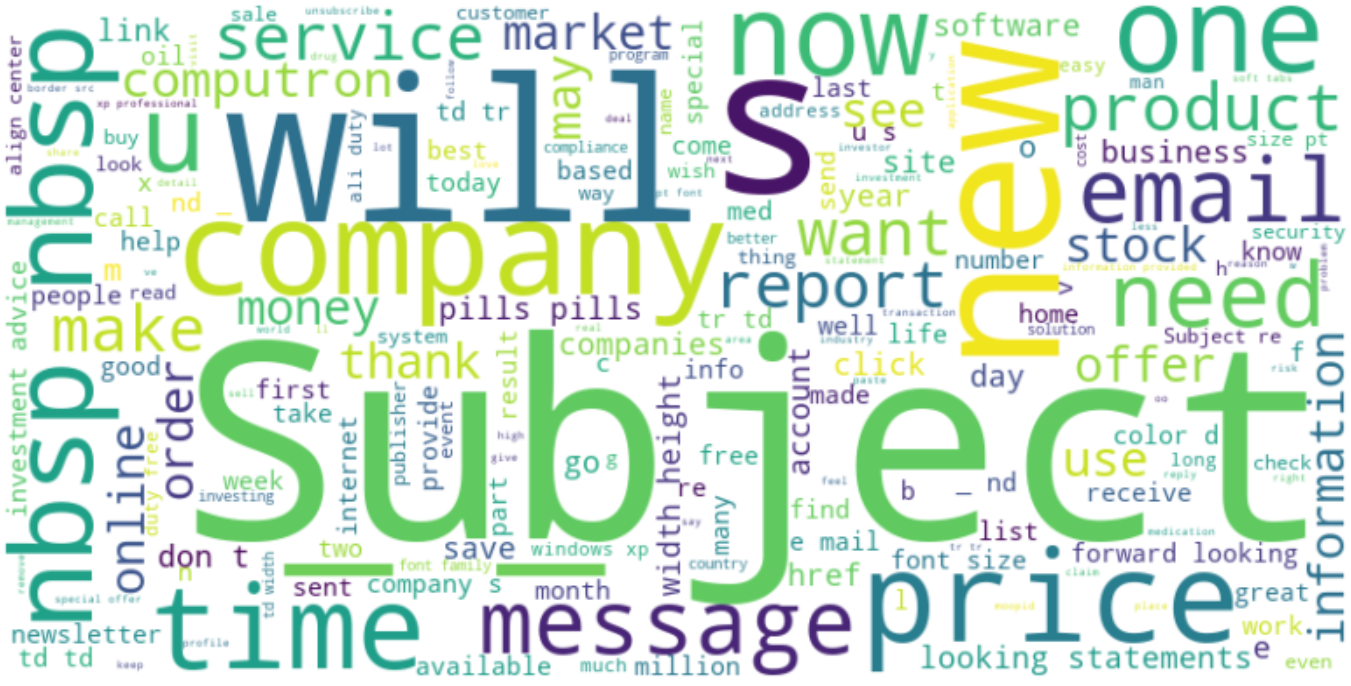 sale
unsubscribe
customer
link
service
market
now
software
one
oil
drug
program
easy
man
soft tabs
computron
border src
xp professional
align center
nbsp nbsp
will
s
new
last
see
t
product
td tr
may
name
special
address
u s
o
size pt
buy
u
ali duty
lot
best
deal
compliance
come
investor
site
cost
business
share
look
follow
today
based
wish
next
send
application
email
x
detail
love
way
pt font
investment
year
management
nd _
call
company
med
want
stock
less
security
help
better
thing
number
know
m
ve
report
statement
information provided
h
reason
w
problem
people
read
money
pills pills
transaction
v
home
need
investment advice
make
world
ll
system
real
tr td
well
life
solution
Subject re
thank
companies
area
industry
click
offer
f
good
order
first
result
c
info
day
risk
Subject
take
sell
publisher
provide
event
high
width height
account
made
paste
oo
information
online
duty free
week
internet
give
go
g
free
use
color d
long
check
investing
part
re
say
many
feel
b
_ nd
reply
right
receive
don t
two
save
windows xp
find
list
medication
n
font family
e mail
tr tr
forward looking
remove
td width
sent
company s
month
country
href
font size
claim
special offer
time
message
price
l
moopid
place
great
newsletter
profile
work
td td
keep
available
much
million
looking statements
e
even
visit
y